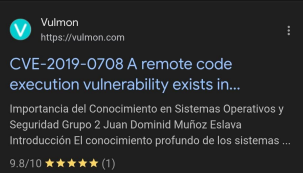 Vulmon
https://vulmon.com
CVE-2019-0708 A remote code
execution vulnerability exists in...
Importancia del Conocimiento en Sistemas Operativos y
Seguridad Grupo 2 Juan Dominid Muñoz Eslava
Introducción El conocimiento profundo de los sistemas ...
9.8/10 ★★★★★ (1)